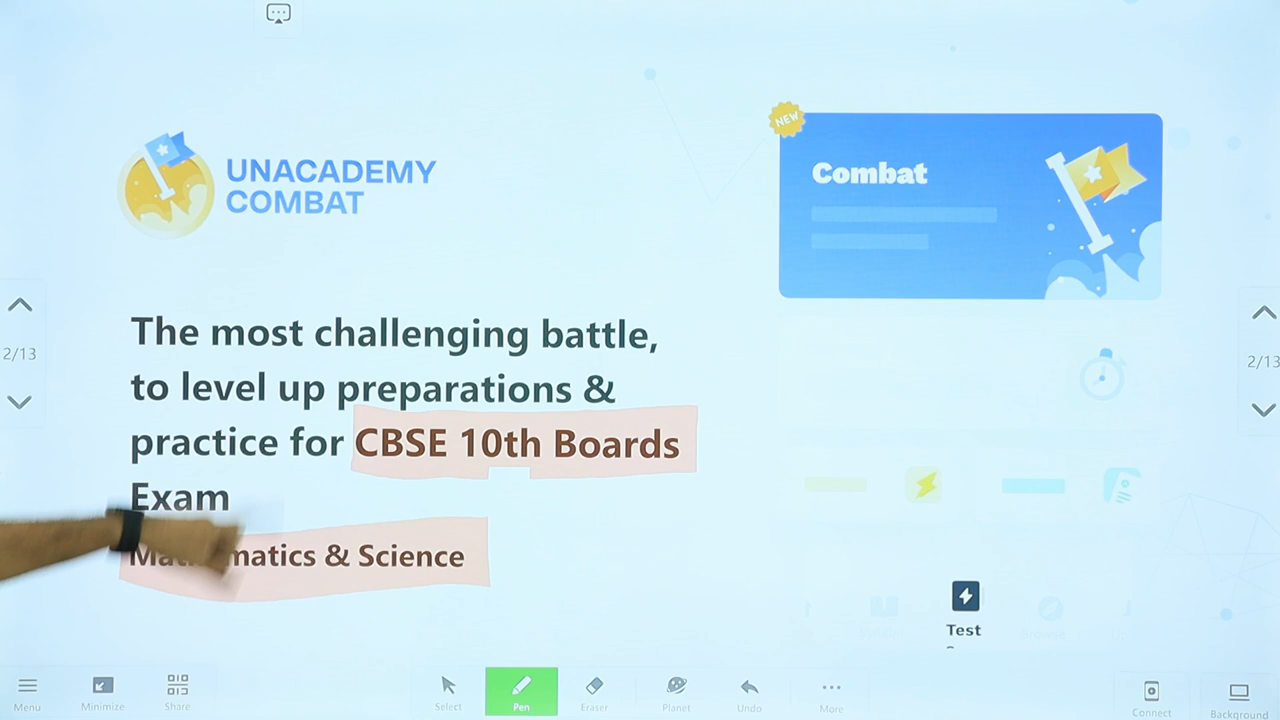 UNACADEMY
COMBAT
NEW
Combat
The most challenging battle,
to level up preparations &
practice for CBSE 10th Boards
Exam
& Science
2/13
2/13
Test
Menu
Minimize
Share
Select
Pen
Eraser
Planet
Undo
More
Connect
Background